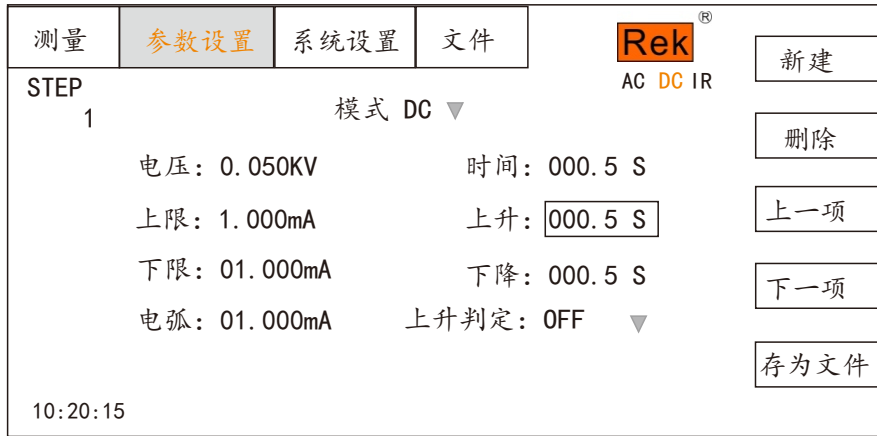 测量 参数设置 系统设置 文件 Rek ®
AC DC IR
新建
STEP
1
模式 DC ▼
删除
电压: 0.050KV 时间: 000.5 S
上限: 1.000mA 上升: 000.5 S
上一项
下限: 01.000mA 下降: 000.5 S
下一项
电弧: 01.000mA 上升判定: OFF ▼
存为文件
10:20:15